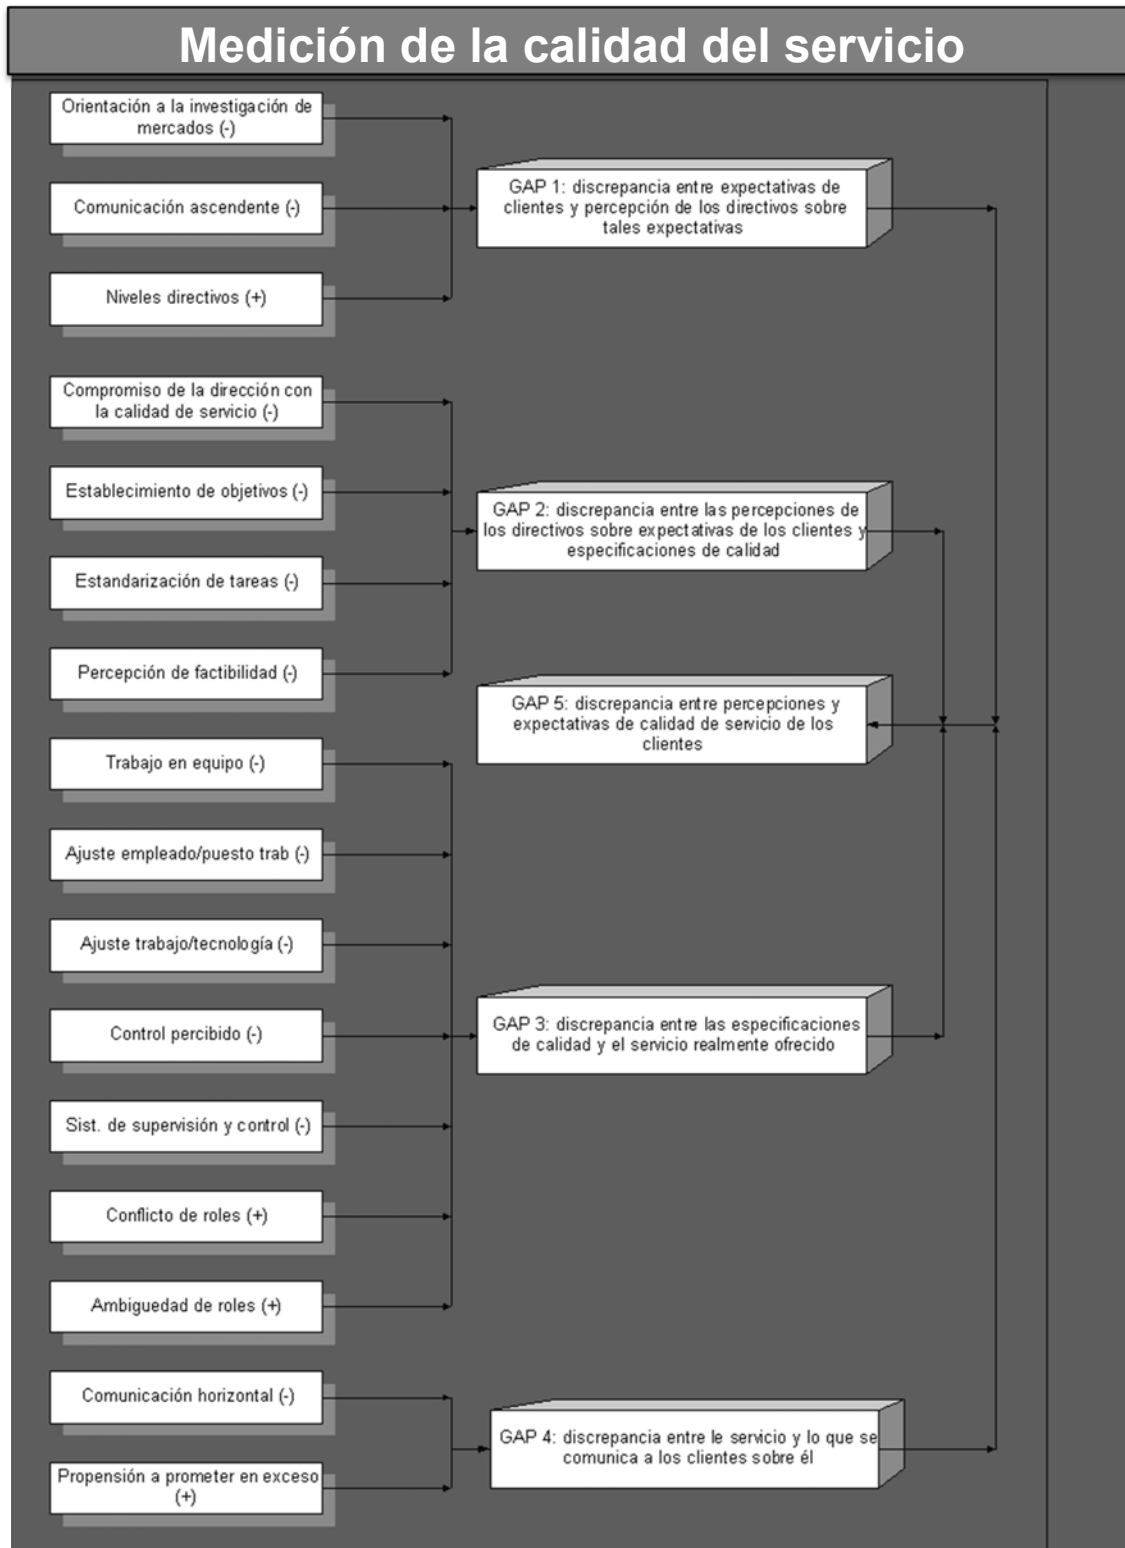 Medición de la calidad del servicio
Orientación a la investigación de
mercados (-)
Comunicación ascendente (-)
Niveles directivos (+)
GAP 1: discrepancia entre expectativas de
clientes y percepción de los directivos sobre
tales expectativas
Compromiso de la dirección con
la calidad de servicio (-)
Establecimiento de objetivos (-)
Estandarización de tareas (-)
Percepción de factibilidad (-)
GAP 2: discrepancia entre las percepciones de
los directivos sobre expectativas de los clientes y
especificaciones de calidad
GAP 5: discrepancia entre percepciones y
expectativas de calidad de servicio de los
clientes
Trabajo en equipo (-)
Ajuste empleado/puesto trab (-)
Ajuste trabajo/tecnología (-)
Control percibido (-)
Sist. de supervisión y control (-)
Conflicto de roles (+)
Ambiguedad de roles (+)
GAP 3: discrepancia entre las especificaciones
de calidad y el servicio realmente ofrecido
Comunicación horizontal (-)
Propensión a prometer en exceso
(+)
GAP 4: discrepancia entre le servicio y lo que se
comunica a los clientes sobre él